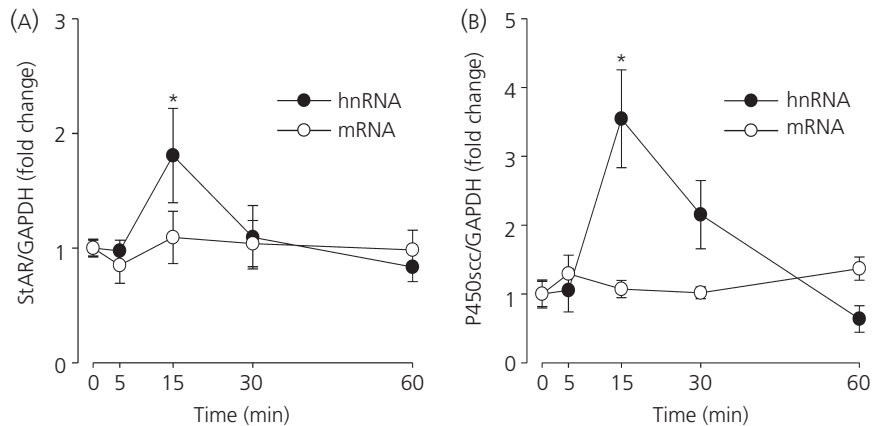 (A)
3
2
1
0
StAR/GAPDH (fold change)
*
hnRNA
mRNA
0 5 15 30 60
Time (min)
(B)
5
4
3
2
1
0
P450scc/GAPDH (fold change)
*
hnRNA
mRNA
0 5 15 30 60
Time (min)